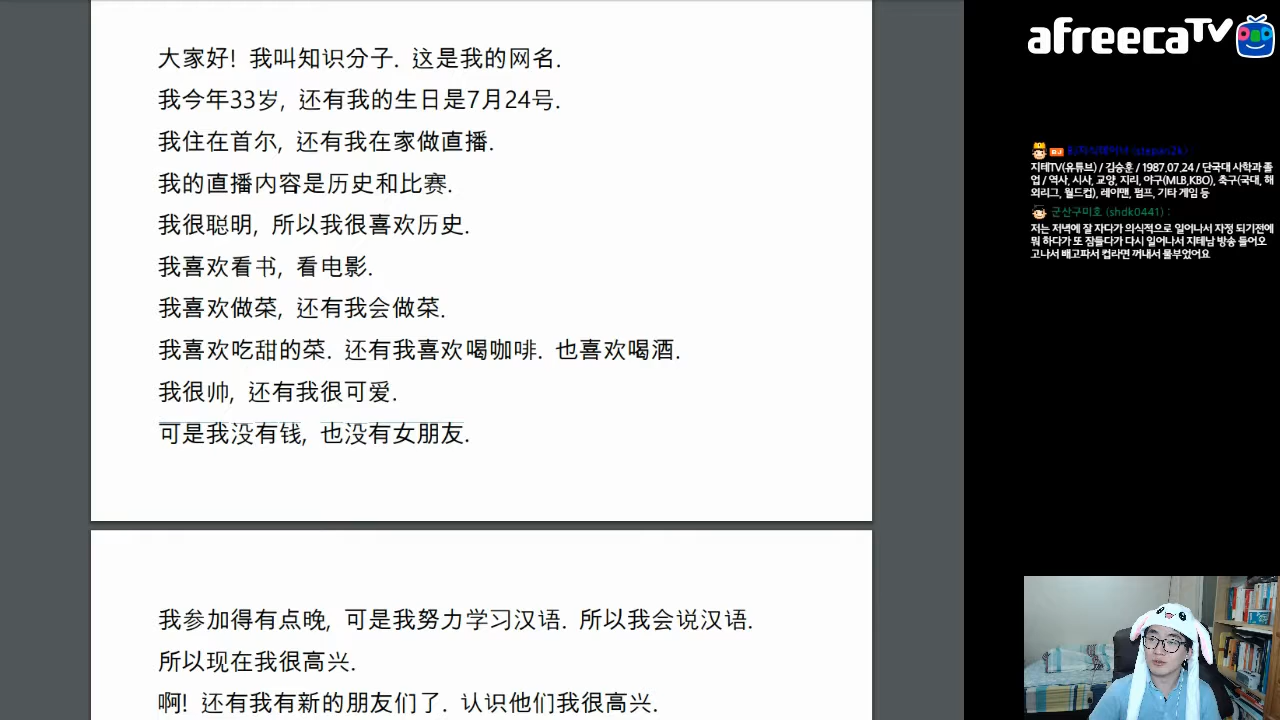 大家好! 我叫知识分子. 这是我的网名.
我今年33岁, 还有我的生日是7月24号.
我住在首尔, 还有我在家做直播.
我的直播内容是历史和比赛.
我很聪明, 所以我很喜欢历史.
我喜欢看书, 看电影.
我喜欢做菜, 还有我会做菜.
我喜欢吃甜的菜. 还有我喜欢喝咖啡. 也喜欢喝酒.
我很帅, 还有我很可爱.
可是我没有钱, 也没有女朋友.
我参加得有点晚, 可是我努力学习汉语. 所以我会说汉语.
所以现在我很高兴.
啊! 还有我有新的朋友们了. 认识他们我很高兴.
afreecaTV
지테TV(유튜브) / 김승훈 / 1987.07.24 / 단국대 사학과 졸
업 / 역사, 시사, 교양, 지리, 야구(MLB,KBO), 축구(국대, 해
외리그, 월드컵), 레이맨, 펌프, 기타 게임 등
군산구미호 (shdk0441) :
저는 저녁에 잘 자다가 의식적으로 일어나서 자정 되기전에
뭐 하다가 또 잠들다가 다시 일어나서 지테님 방송 들어오
고나서 배고파서 컵라면 꺼내서 물부었어요